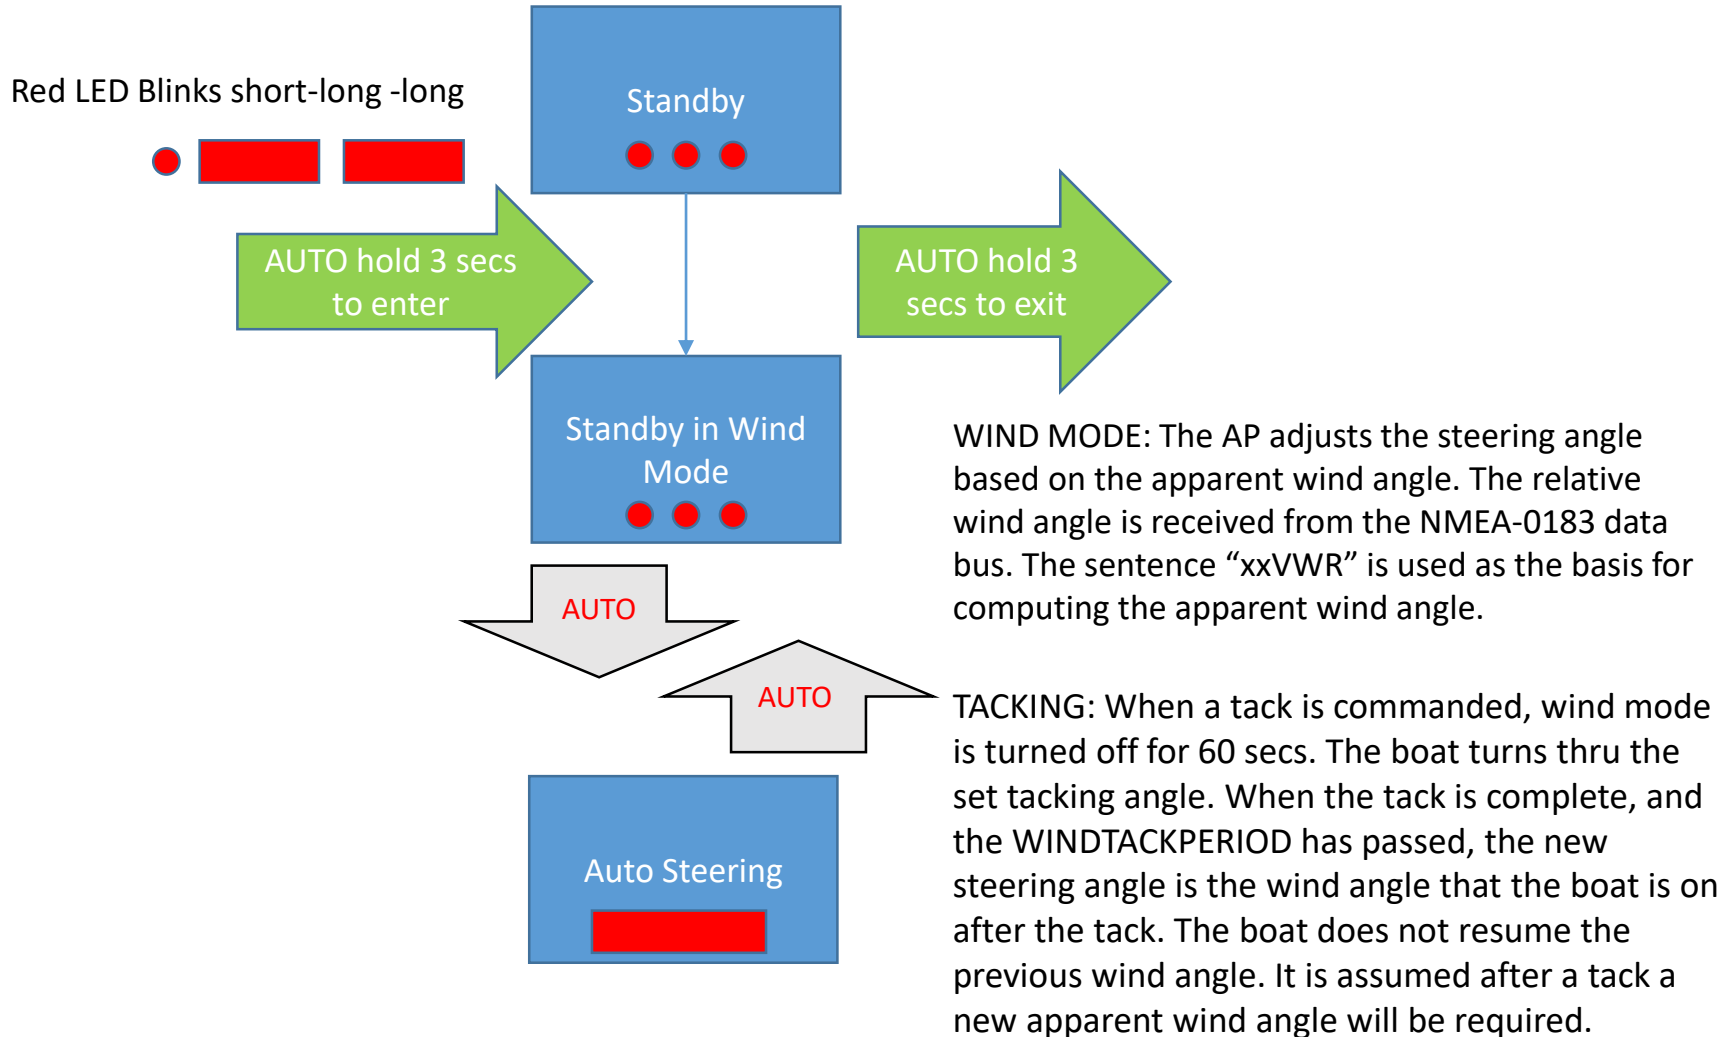 Red LED Blinks short-long -long
Standby
AUTO hold 3 secs
to enter
AUTO hold 3
secs to exit
Standby in Wind
Mode
AUTO
AUTO
Auto Steering
WIND MODE: The AP adjusts the steering angle
based on the apparent wind angle. The relative
wind angle is received from the NMEA-0183 data
bus. The sentence “xxVWR” is used as the basis for
computing the apparent wind angle.
TACKING: When a tack is commanded, wind mode
is turned off for 60 secs. The boat turns thru the
set tacking angle. When the tack is complete, and
the WINDTACKPERIOD has passed, the new
steering angle is the wind angle that the boat is on
after the tack. The boat does not resume the
previous wind angle. It is assumed after a tack a
new apparent wind angle will be required.